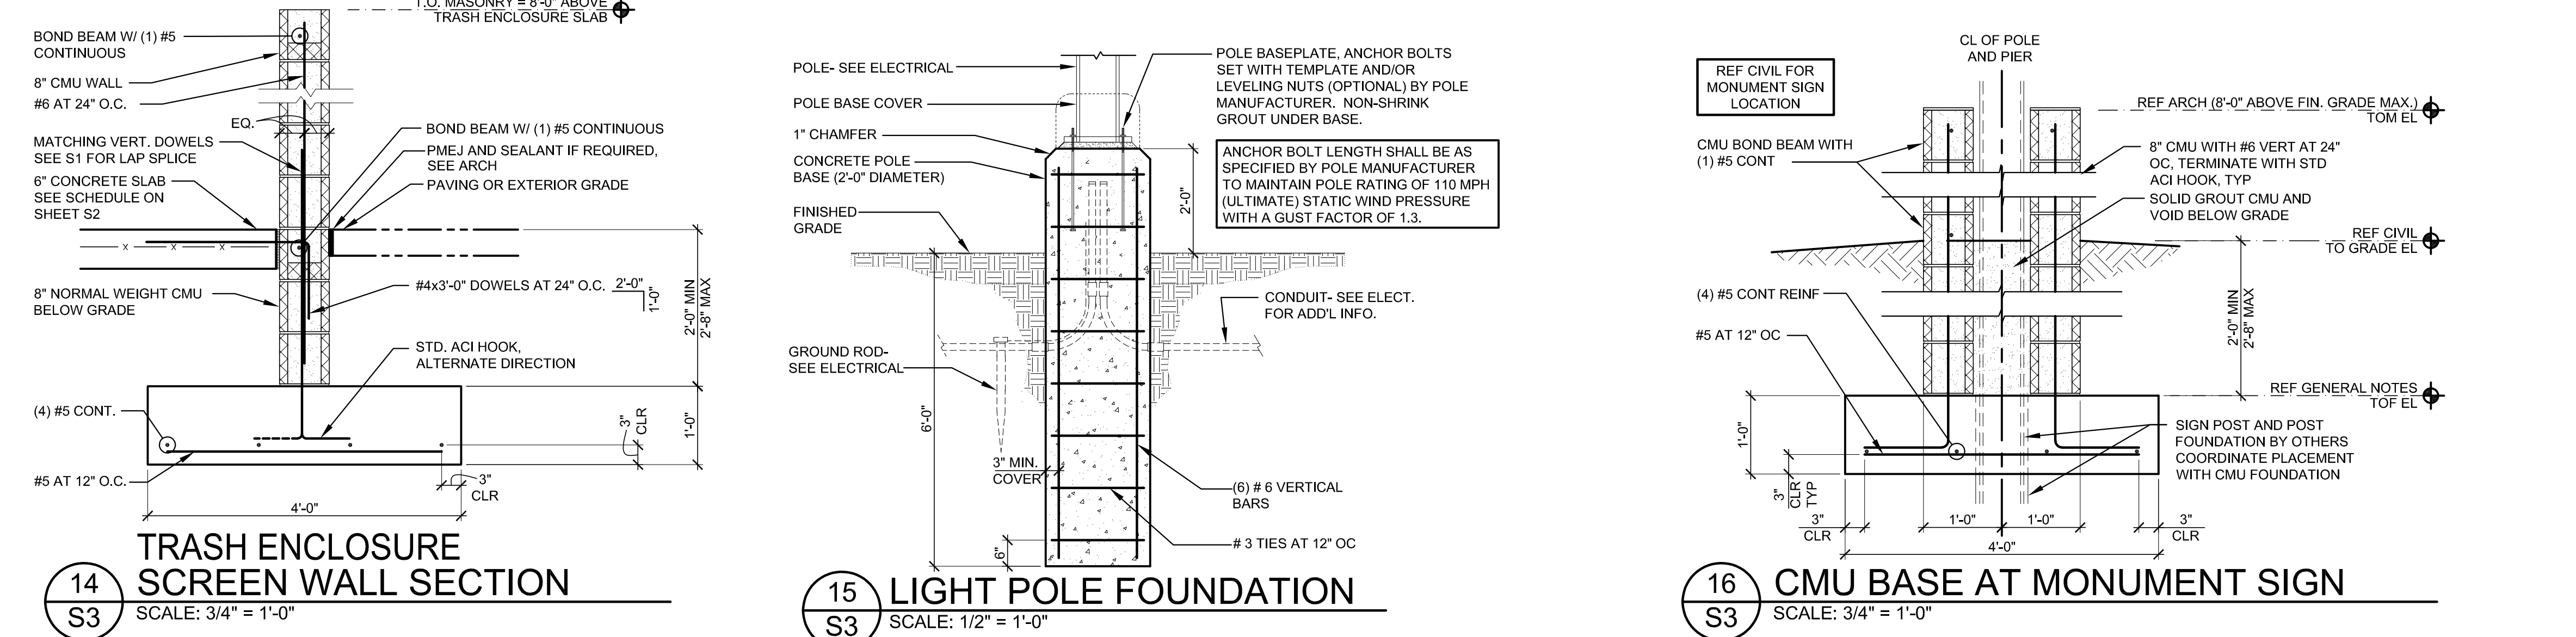 T.O. MASONRY = 8'-0" ABOVE
TRASH ENCLOSURE SLAB
BOND BEAM W/ (1) #5
CONTINUOUS
8" CMU WALL
#6 AT 24" O.C.
EQ.
MATCHING VERT. DOWELS
SEE S1 FOR LAP SPLICE
6" CONCRETE SLAB
SEE SCHEDULE ON
SHEET S2
x x x
8" NORMAL WEIGHT CMU
BELOW GRADE
(4) #5 CONT.
#5 AT 12" O.C.
BOND BEAM W/ (1) #5 CONTINUOUS
PMEJ AND SEALANT IF REQUIRED,
SEE ARCH
PAVING OR EXTERIOR GRADE
#4x3'-0" DOWELS AT 24" O.C.
2'-0"
1'-0"
STD. ACI HOOK,
ALTERNATE DIRECTION
2'-0" MIN
2'-8" MAX
1'-0"
3"
CLR
3"
CLR
4'-0"
14
S3
TRASH ENCLOSURE
SCREEN WALL SECTION
SCALE: 3/4" = 1'-0"
POLE- SEE ELECTRICAL
POLE BASE COVER
1" CHAMFER
CONCRETE POLE
BASE (2'-0" DIAMETER)
FINISHED
GRADE
GROUND ROD-
SEE ELECTRICAL
6'-0"
3" MIN.
COVER
6"
POLE BASEPLATE, ANCHOR BOLTS
SET WITH TEMPLATE AND/OR
LEVELING NUTS (OPTIONAL) BY POLE
MANUFACTURER. NON-SHRINK
GROUT UNDER BASE.
ANCHOR BOLT LENGTH SHALL BE AS
SPECIFIED BY POLE MANUFACTURER
TO MAINTAIN POLE RATING OF 110 MPH
(ULTIMATE) STATIC WIND PRESSURE
WITH A GUST FACTOR OF 1.3.
2'-0"
CONDUIT- SEE ELECT.
FOR ADD'L INFO.
(6) # 6 VERTICAL
BARS
# 3 TIES AT 12" OC
15
S3
LIGHT POLE FOUNDATION
SCALE: 1/2" = 1'-0"
REF CIVIL FOR
MONUMENT SIGN
LOCATION
CL OF POLE
AND PIER
CMU BOND BEAM WITH
(1) #5 CONT
(4) #5 CONT REINF
#5 AT 12" OC
REF ARCH (8'-0" ABOVE FIN. GRADE MAX.)
TOM EL
8" CMU WITH #6 VERT AT 24"
OC, TERMINATE WITH STD
ACI HOOK, TYP
SOLID GROUT CMU AND
VOID BELOW GRADE
REF CIVIL
TO GRADE EL
2'-0" MIN
2'-8" MAX
REF GENERAL NOTES
TOF EL
SIGN POST AND POST
FOUNDATION BY OTHERS
COORDINATE PLACEMENT
WITH CMU FOUNDATION
1'-0"
3"
CLR
TYP
3"
CLR
1'-0"
1'-0"
3"
CLR
4'-0"
16
S3
CMU BASE AT MONUMENT SIGN
SCALE: 3/4" = 1'-0"